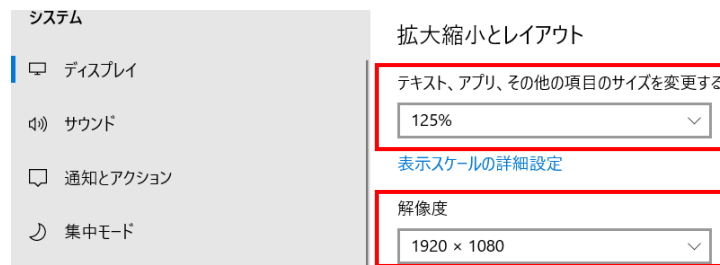 システム
ディスプレイ
サウンド
通知とアクション
集中モード
拡大縮小とレイアウト
テキスト、アプリ、その他の項目のサイズを変更する
125%
表示スケールの詳細設定
解像度
1920 × 1080